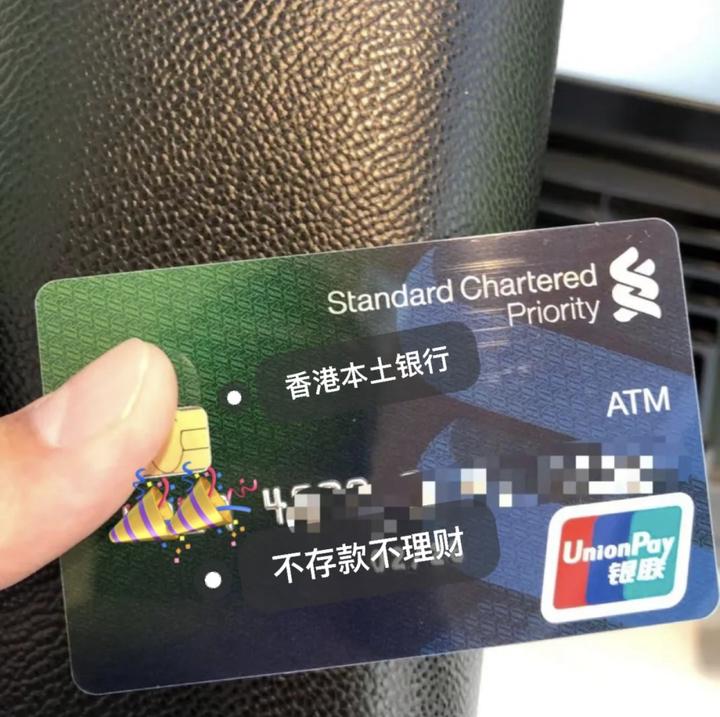 Standard Chartered
Priority
香港本土银行
ATM
UnionPay
银联
不存款不理财